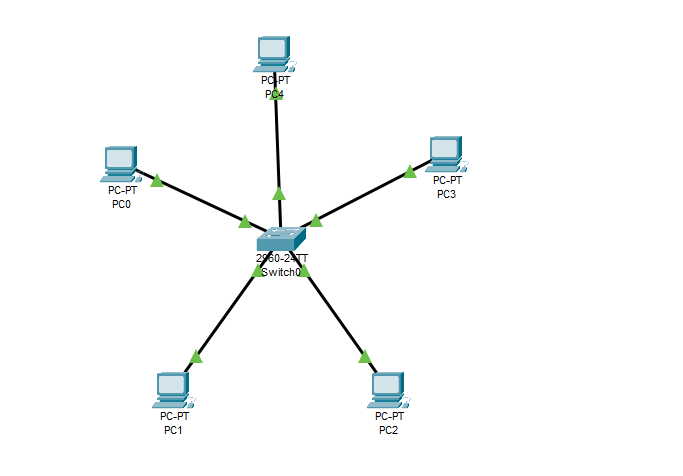 PC-PT
PC4
PC-PT
PC0
PC-PT
PC3
2960-24TT
Switch0
PC-PT
PC1
PC-PT
PC2